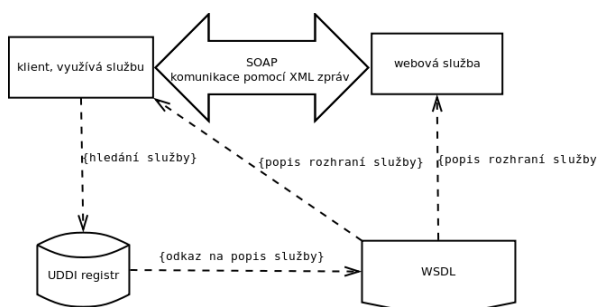 SOAP
klient, využívá službu
webová služba
komunikace pomocí XML zpráv
{hledání služby}
{popis rozhraní služby}
{popis rozhraní služby
{odkaz na popis služby}
UDDI registr
WSDL